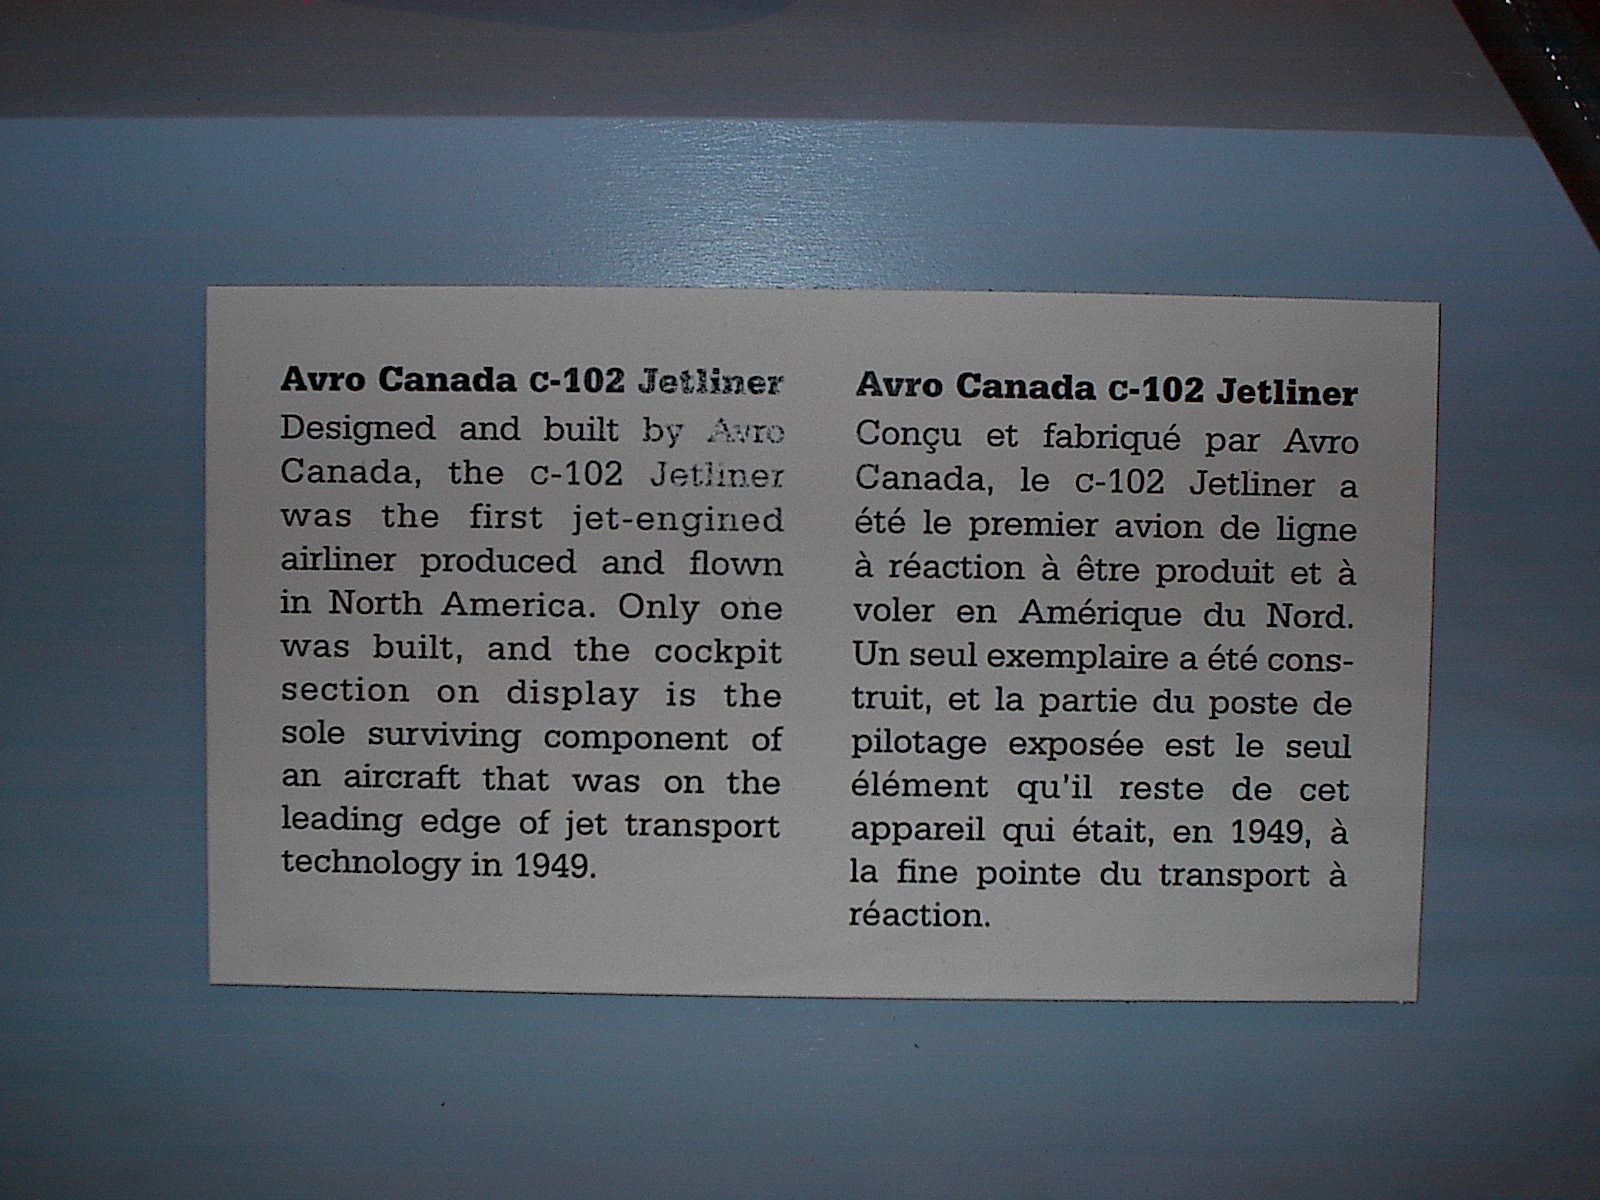 Avro Canada C-102 Jetliner
Designed and built by Avro
Canada, the C-102 Jetliner
was the first jet-engined
airliner produced and flown
in North America. Only one
was built, and the cockpit
section on display is the
sole surviving component of
an aircraft that was on the
leading edge of jet transport
technology in 1949.
Avro Canada C-102 Jetliner
Conçu et fabriqué par Avro
Canada, le C-102 Jetliner a
été le premier avion de ligne
à réaction à être produit et à
voler en Amérique du Nord.
Un seul exemplaire a été cons-
truit, et la partie du poste de
pilotage exposée est le seul
élément qu'il reste de cet
appareil qui était, en 1949, à
la fine pointe du transport à
réaction.